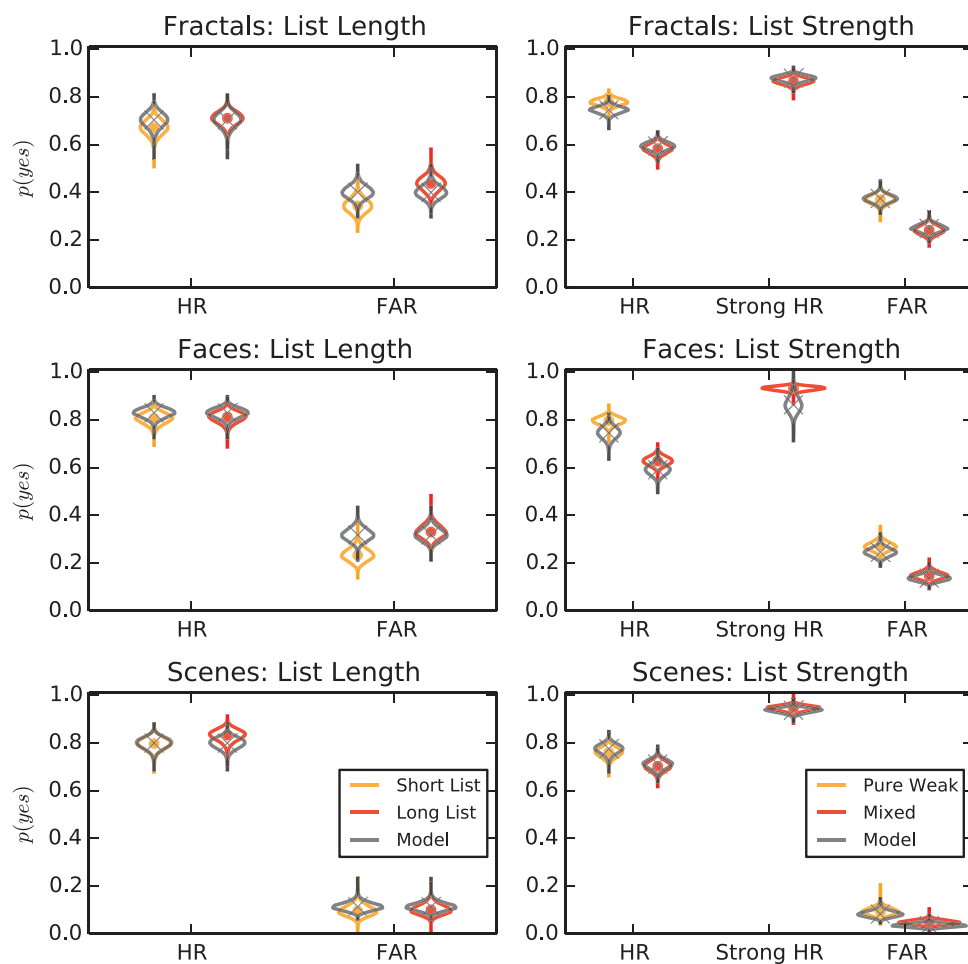 Fractals: List Length
1.0
0.8
0.6
0.4
0.2
0.0
p(yes)
HR FAR
Fractals: List Strength
1.0
0.8
0.6
0.4
0.2
0.0
HR Strong HR FAR
Faces: List Length
1.0
0.8
0.6
0.4
0.2
0.0
p(yes)
HR FAR
Faces: List Strength
1.0
0.8
0.6
0.4
0.2
0.0
HR Strong HR FAR
Scenes: List Length
1.0
0.8
0.6
0.4
0.2
0.0
p(yes)
Short List
Long List
Model
HR FAR
Scenes: List Strength
1.0
0.8
0.6
0.4
0.2
0.0
Pure Weak
Mixed
Model
HR Strong HR FAR